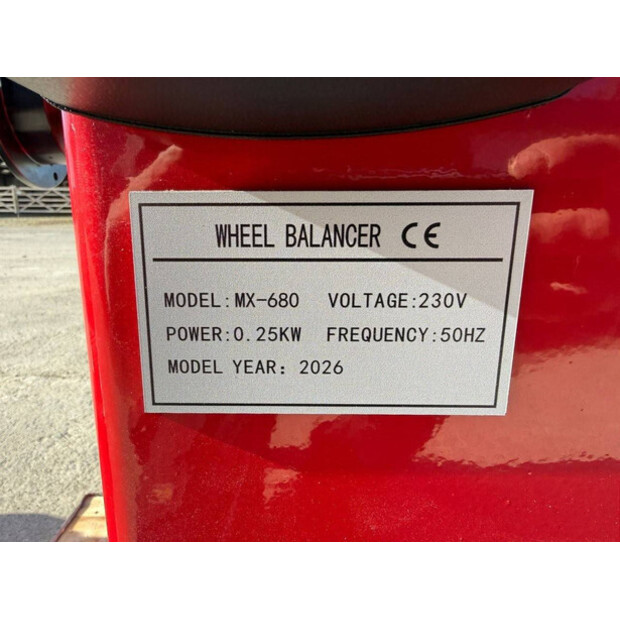 WHEEL BALANCER CE
MODEL:MX-680 VOLTAGE:230V
POWER:0.25KW FREQUENCY:50HZ
MODEL YEAR: 2026